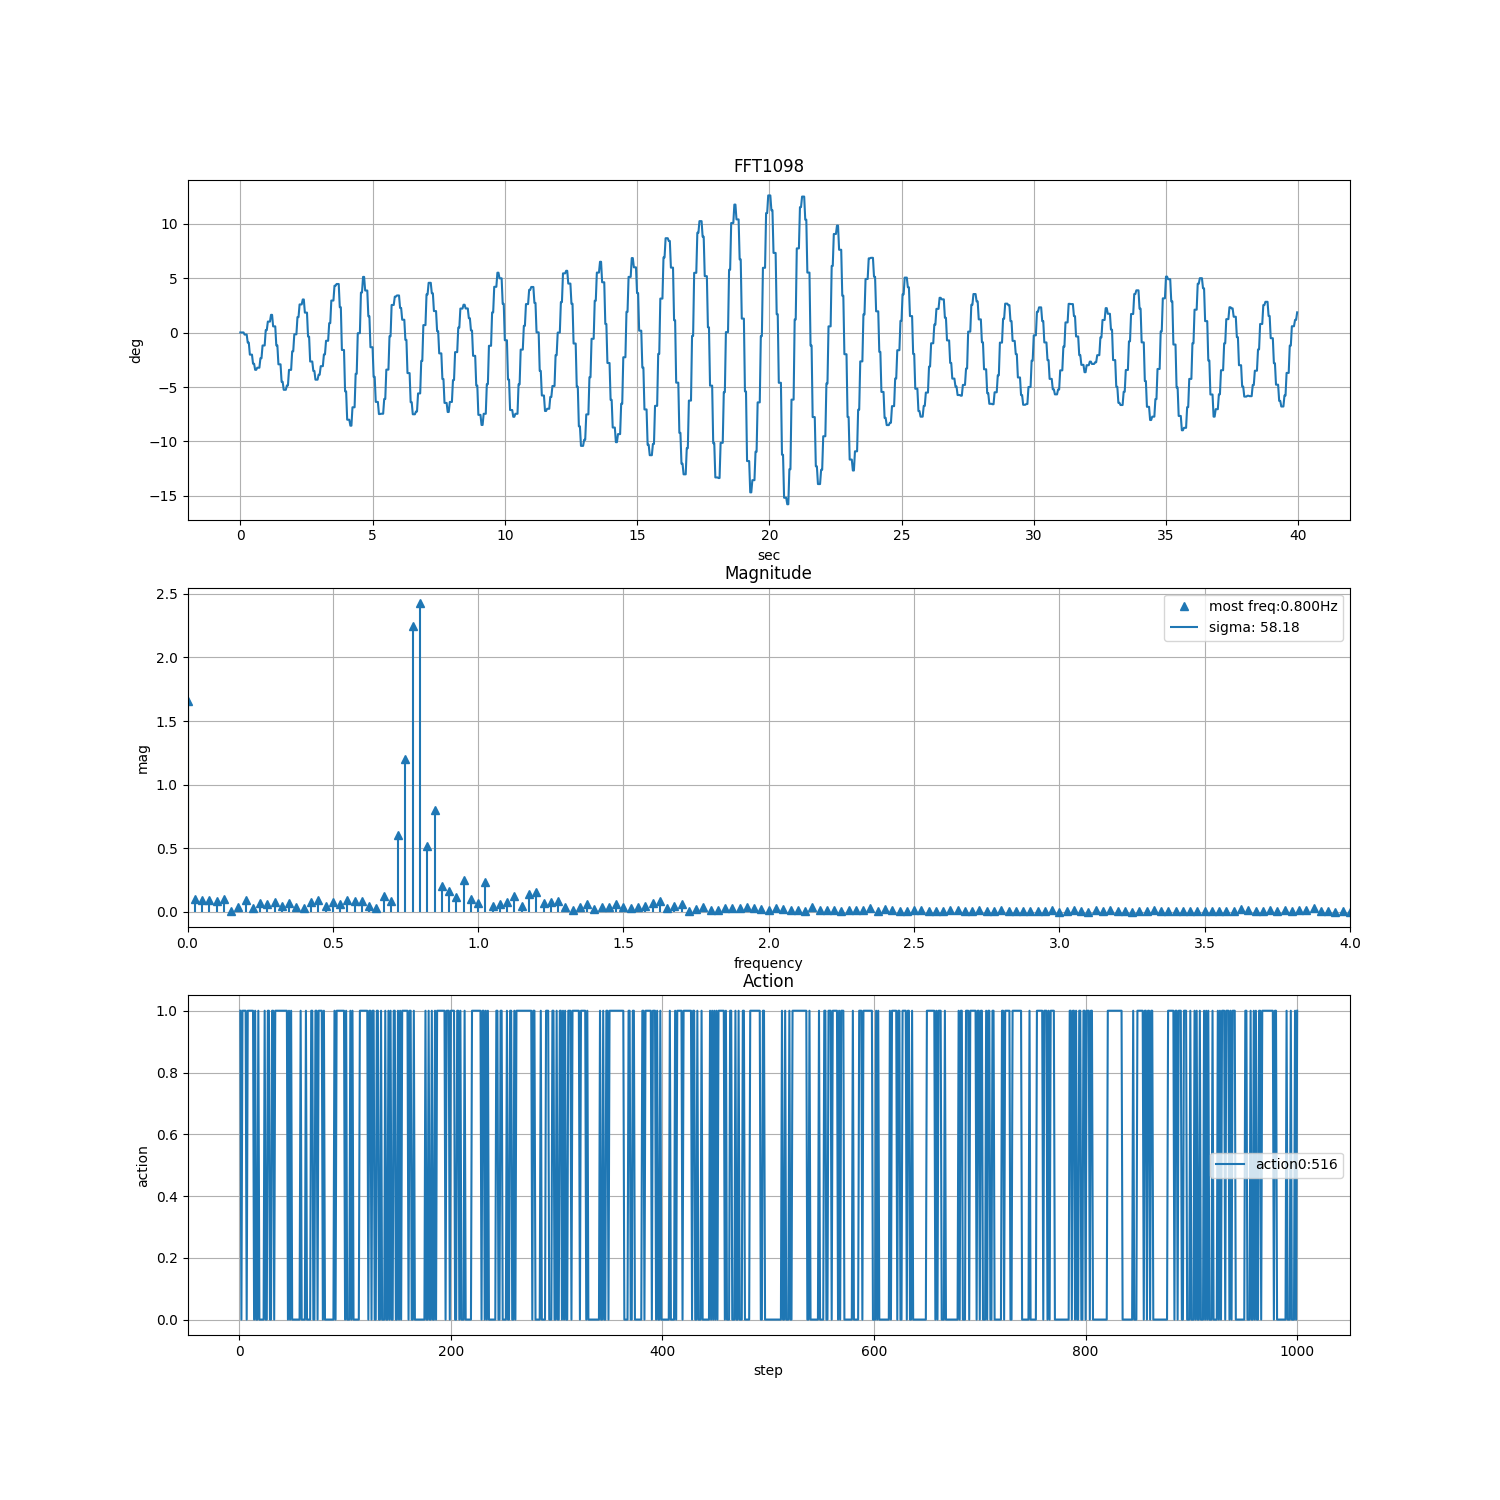 FFT1098
10
5
0
−5
−10
−15
deg
0 5 10 15 20 25 30 35 40
sec
Magnitude
2.5
2.0
1.5
1.0
0.5
0.0
mag
most freq:0.800Hz
sigma: 58.18
0.0 0.5 1.0 1.5 2.0 2.5 3.0 3.5 4.0
frequency
Action
1.0
0.8
0.6
0.4
0.2
0.0
action
action0:516
0 200 400 600 800 1000
step